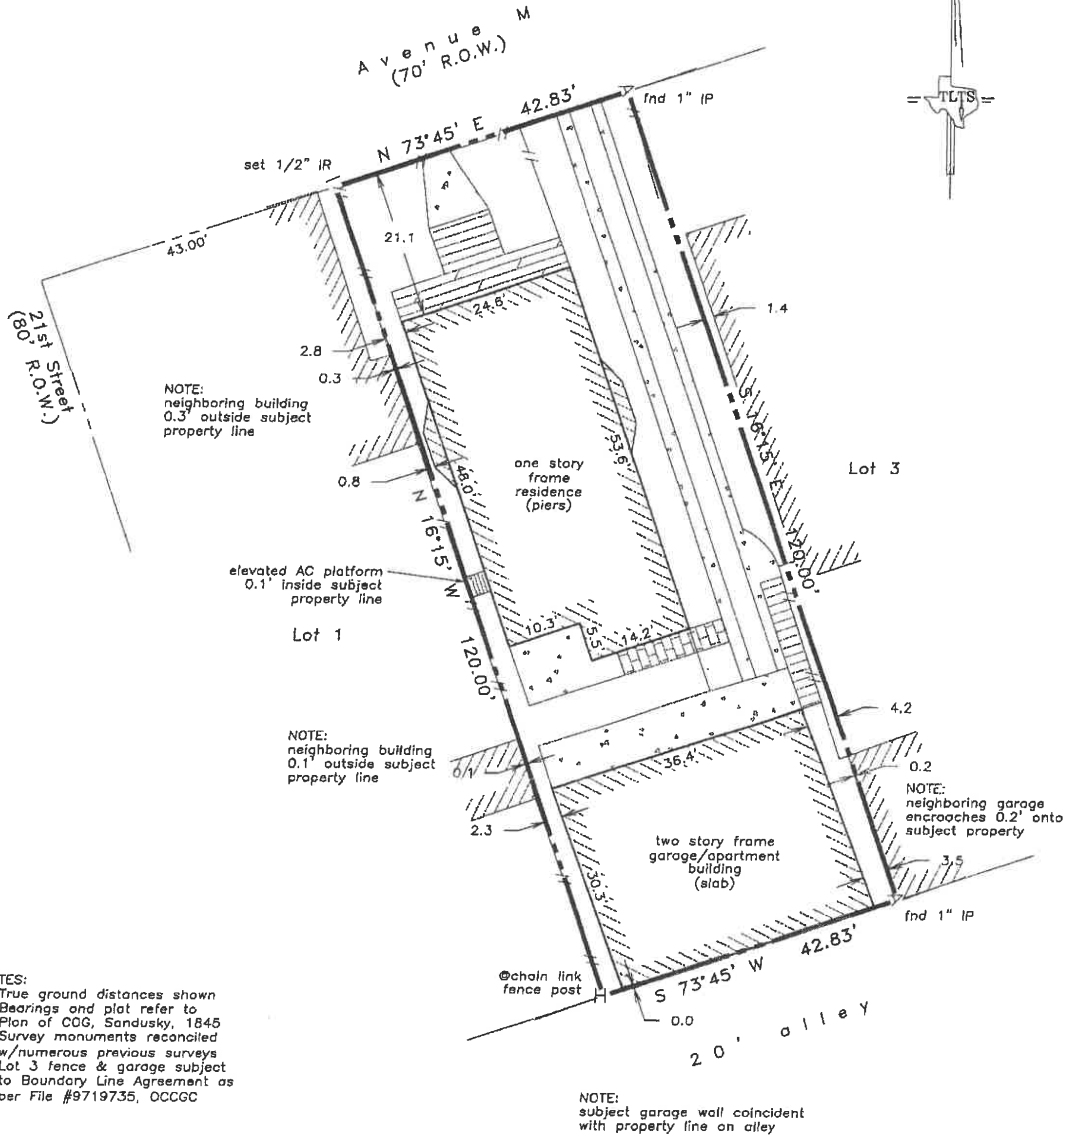 Avenue M
(70' R.O.W.)
TLTS
N 73°45' E 42.83'
fnd 1" IP
set 1/2" IR
43.00'
21st Street
(80' R.O.W.)
21.1
24.6'
1.4
2.8
0.3
NOTE:
neighboring building
0.3' outside subject
property line
0.8
48.0'
53.6'
one story
frame
residence
(piers)
S 16°15' E 120.00'
Lot 3
N 16°15' W 120.00'
elevated AC platform
0.1' inside subject
property line
Lot 1
10.3'
5.5'
14.2'
NOTE:
neighboring building
0.1' outside subject
property line
0.1
36.4'
4.2
0.2
NOTE:
neighboring garage
encroaches 0.2' onto
subject property
2.3
two story frame
garage/apartment
building
(slab)
30.3'
3.5
fnd 1" IP
@chain link
fence post
S 73°45' W 42.83'
0.0
20' alley
TES:
True ground distances shown
Bearings and plat refer to
Plan of COG, Sandusky, 1845
Survey monuments reconciled
w/numerous previous surveys
Lot 3 fence & garage subject
to Boundary Line Agreement as
per File #9719735, OCCGC
NOTE:
subject garage wall coincident
with property line on alley